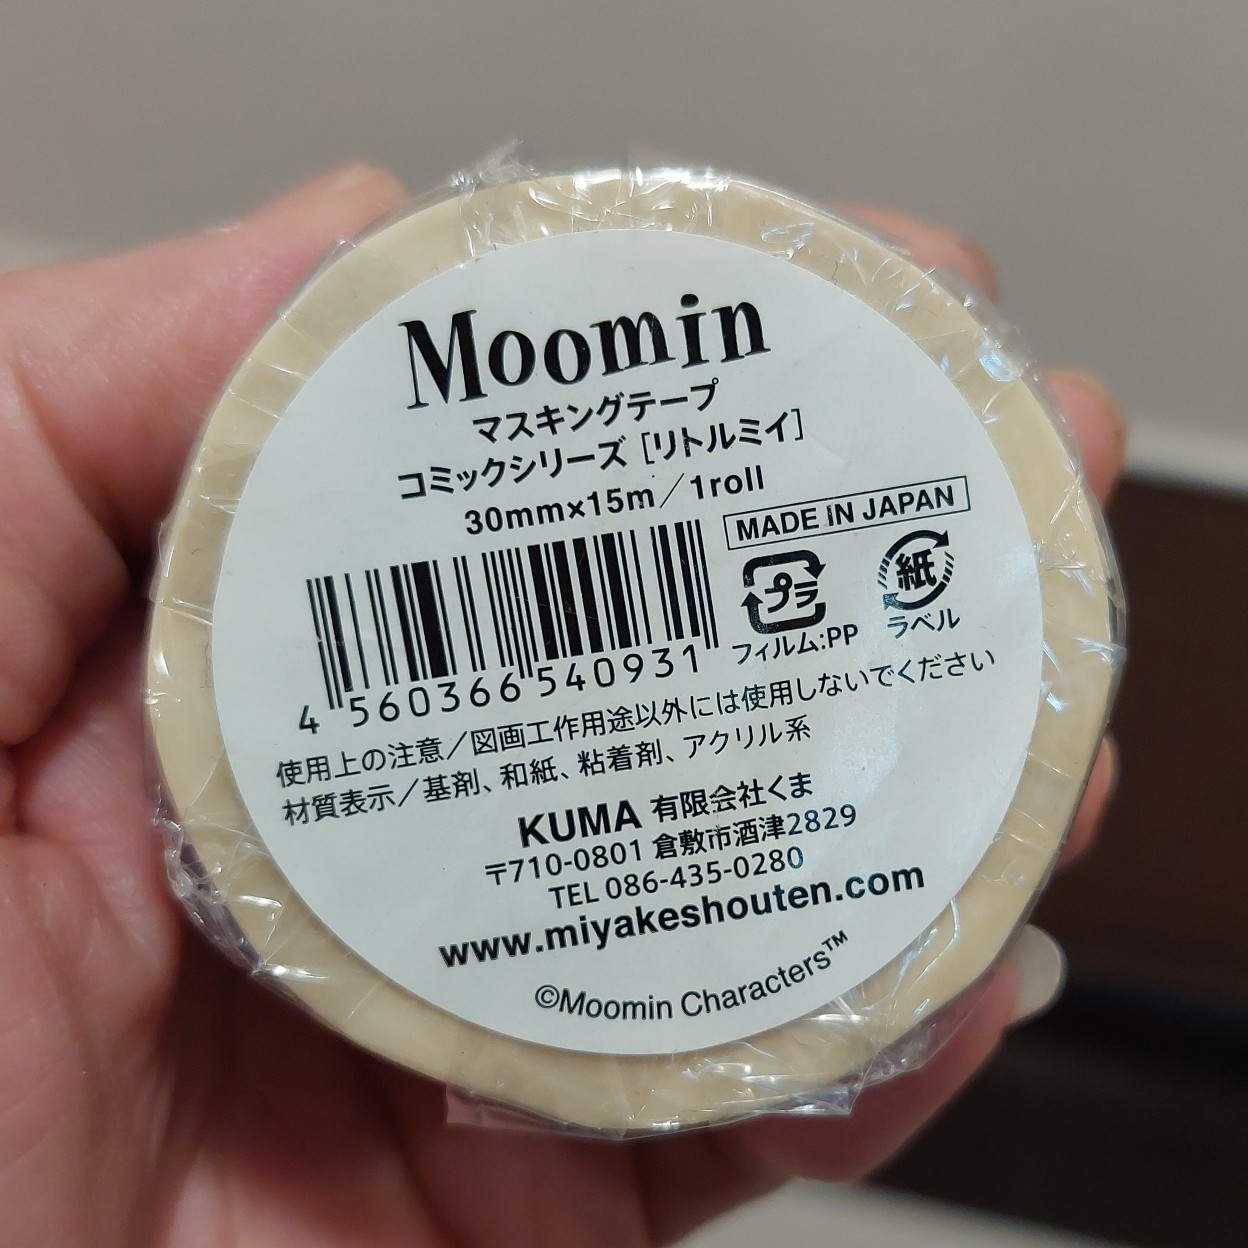 Moomin
マスキングテープ
コミックシリーズ［リトルミイ］
30mm×15m／1roll
MADE IN JAPAN
プラ
フィルム:PP
紙
ラベル
4 560366 540931
使用上の注意／図画工作用途以外には使用しないでください
材質表示／基剤、和紙、粘着剤、アクリル系
KUMA 有限会社くま
〒710-0801 倉敷市酒津2829
TEL 086-435-0280
www.miyakeshouten.com
©Moomin Characters™